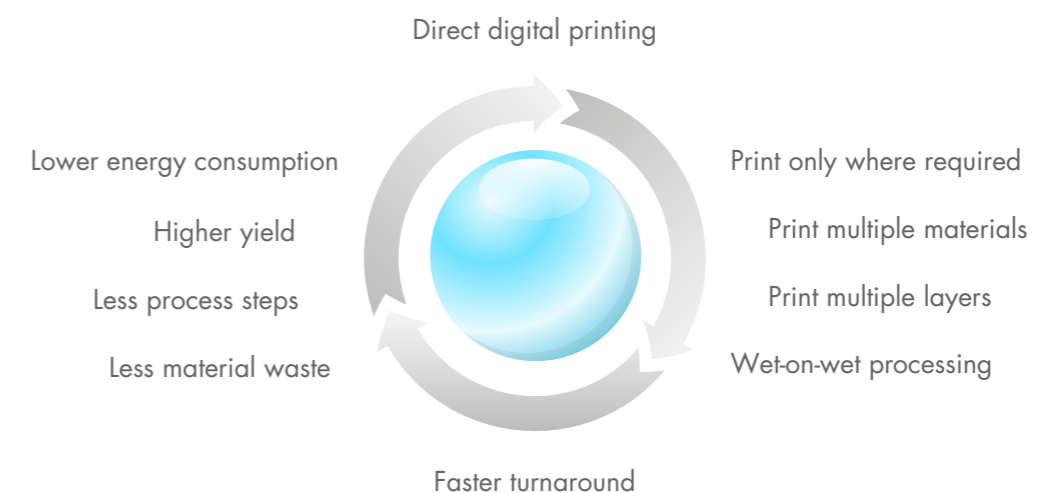 Direct digital printing
Lower energy consumption
Higher yield
Less process steps
Less material waste
Print only where required
Print multiple materials
Print multiple layers
Wet-on-wet processing
Faster turnaround